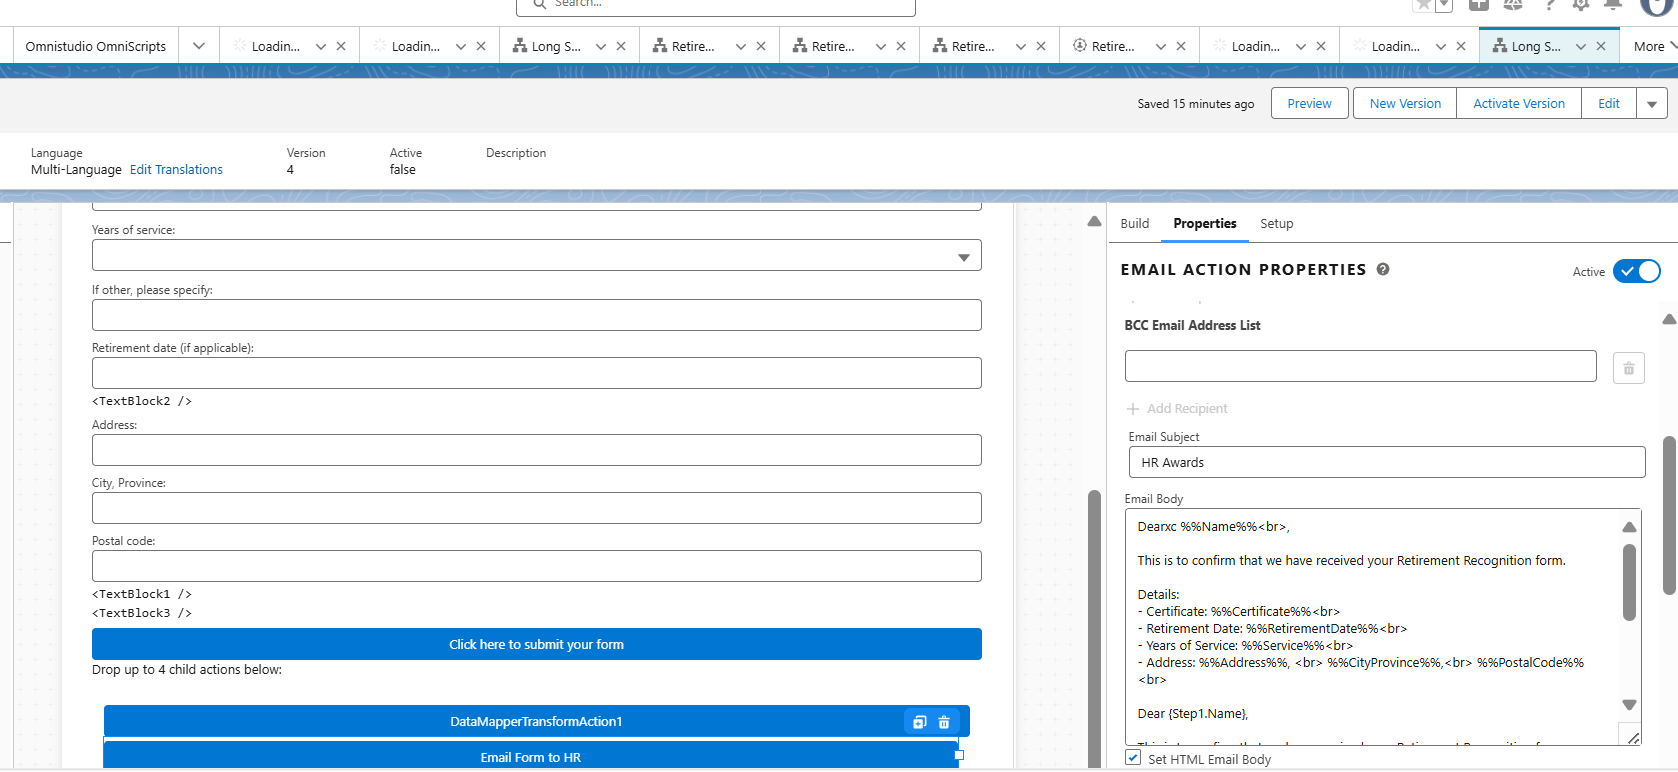 Search...
Omnistudio OmniScripts
Loadin...
Loadin...
Long S...
Retire...
Retire...
Retire...
Retire...
Loadin...
Loadin...
Long S...
More
Saved 15 minutes ago
Preview
New Version
Activate Version
Edit
Language
Multi-Language Edit Translations
Version
4
Active
false
Description
Years of service:
If other, please specify:
Retirement date (if applicable):
<TextBlock2 />
Address:
City, Province:
Postal code:
<TextBlock1 />
<TextBlock3 />
Click here to submit your form
Drop up to 4 child actions below:
DataMapperTransformAction1
Email Form to HR
Build
Properties
Setup
EMAIL ACTION PROPERTIES
Active
BCC Email Address List
Add Recipient
Email Subject
HR Awards
Email Body
Dearxc %%Name%%<br>,
This is to confirm that we have received your Retirement Recognition form.
Details:
- Certificate: %%Certificate%%<br>
- Retirement Date: %%RetirementDate%%<br>
- Years of Service: %%Service%%<br>
- Address: %%Address%%, <br> %%CityProvince%%,<br> %%PostalCode%%
<br>
Dear {Step1.Name},
Set HTML Email Body